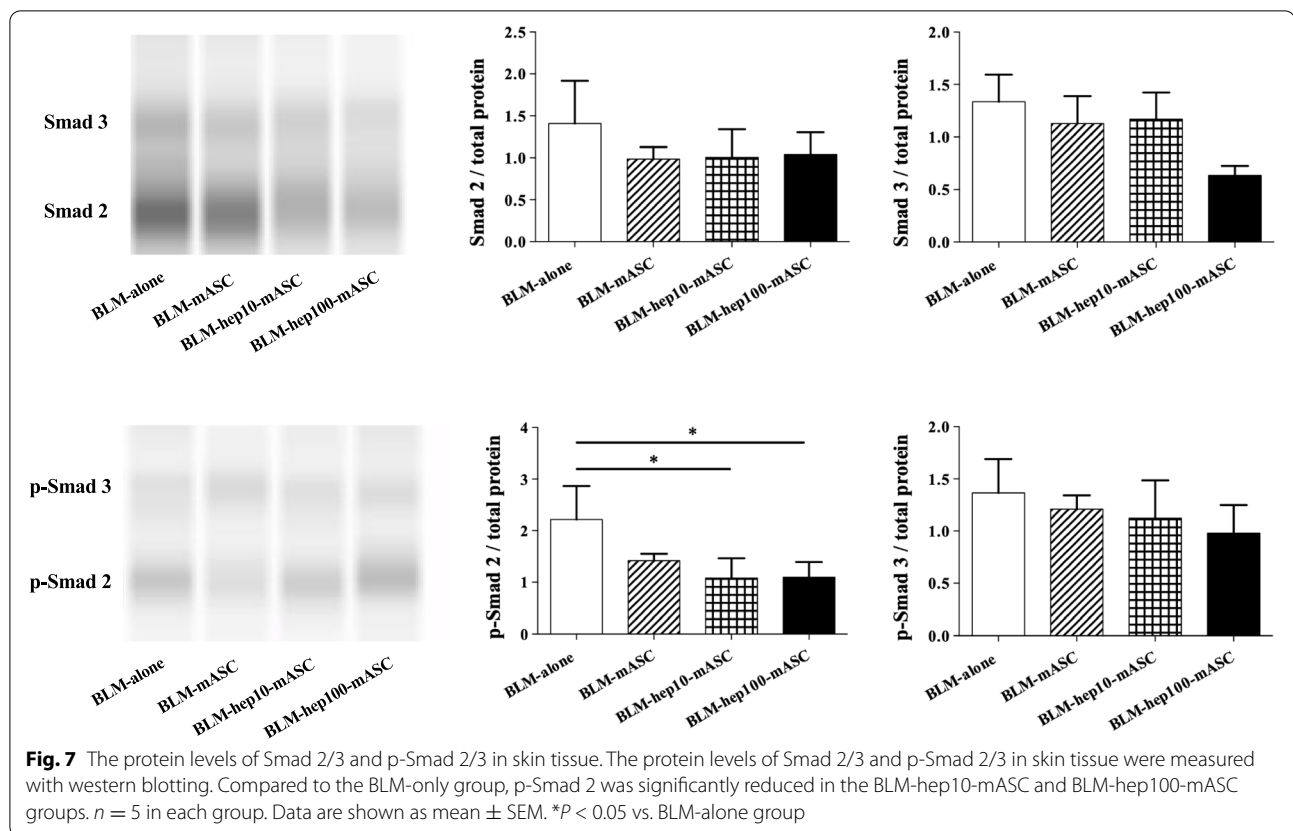 Smad 3
Smad 2
BLM-alone
BLM-mASC
BLM-hep10-mASC
BLM-hep100-mASC
Smad 2 / total protein
2.5
2.0
1.5
1.0
0.5
0.0
BLM-alone
BLM-mASC
BLM-hep10-mASC
BLM-hep100-mASC
Smad 3 / total protein
2.0
1.5
1.0
0.5
0.0
BLM-alone
BLM-mASC
BLM-hep10-mASC
BLM-hep100-mASC
p-Smad 3
p-Smad 2
BLM-alone
BLM-mASC
BLM-hep10-mASC
BLM-hep100-mASC
p-Smad 2 / total protein
4
3
2
1
0
*
*
BLM-alone
BLM-mASC
BLM-hep10-mASC
BLM-hep100-mASC
p-Smad 3 / total protein
2.0
1.5
1.0
0.5
0.0
BLM-alone
BLM-mASC
BLM-hep10-mASC
BLM-hep100-mASC
Fig. 7 The protein levels of Smad 2/3 and p-Smad 2/3 in skin tissue. The protein levels of Smad 2/3 and p-Smad 2/3 in skin tissue were measured
with western blotting. Compared to the BLM-only group, p-Smad 2 was significantly reduced in the BLM-hep10-mASC and BLM-hep100-mASC
groups. n = 5 in each group. Data are shown as mean ± SEM. *P < 0.05 vs. BLM-alone group